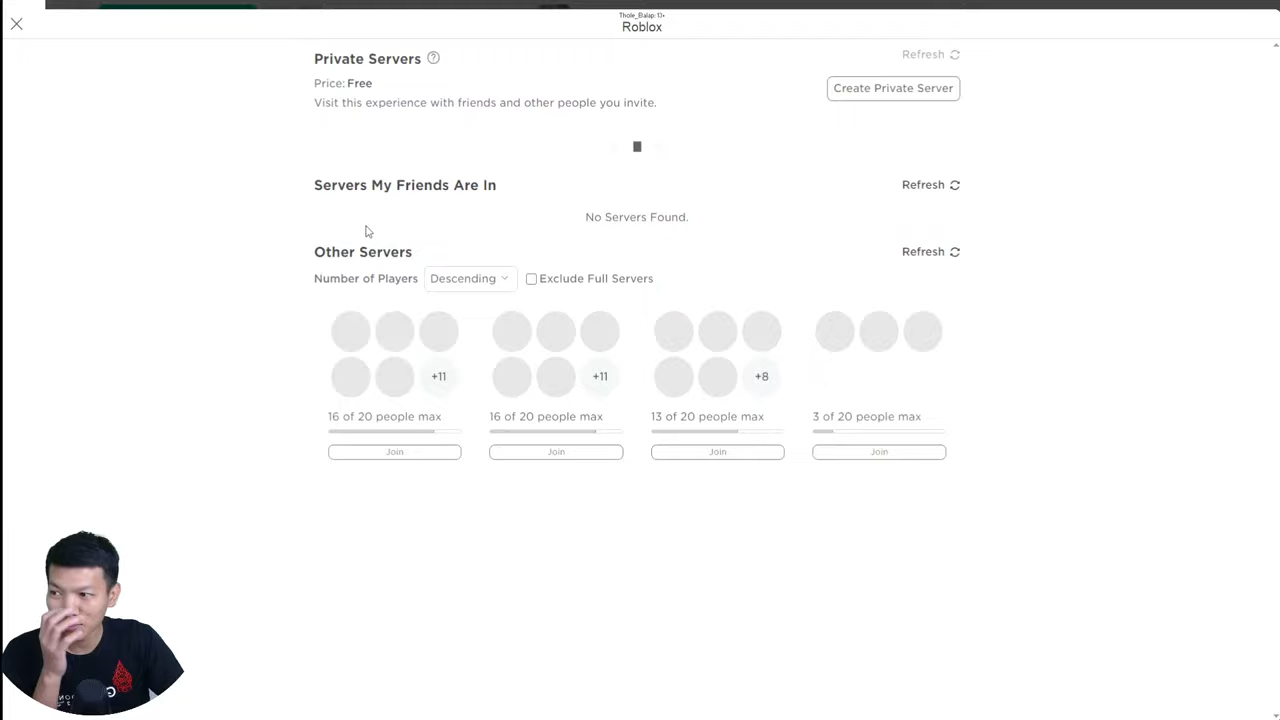 Thole_Balap: 13+
Roblox
Private Servers
Refresh
Price: Free
Create Private Server
Visit this experience with friends and other people you invite.
Servers My Friends Are In
Refresh
No Servers Found.
Other Servers
Refresh
Number of Players Descending Exclude Full Servers
+11 +11 +8
16 of 20 people max 16 of 20 people max 13 of 20 people max 3 of 20 people max
Join Join Join Join